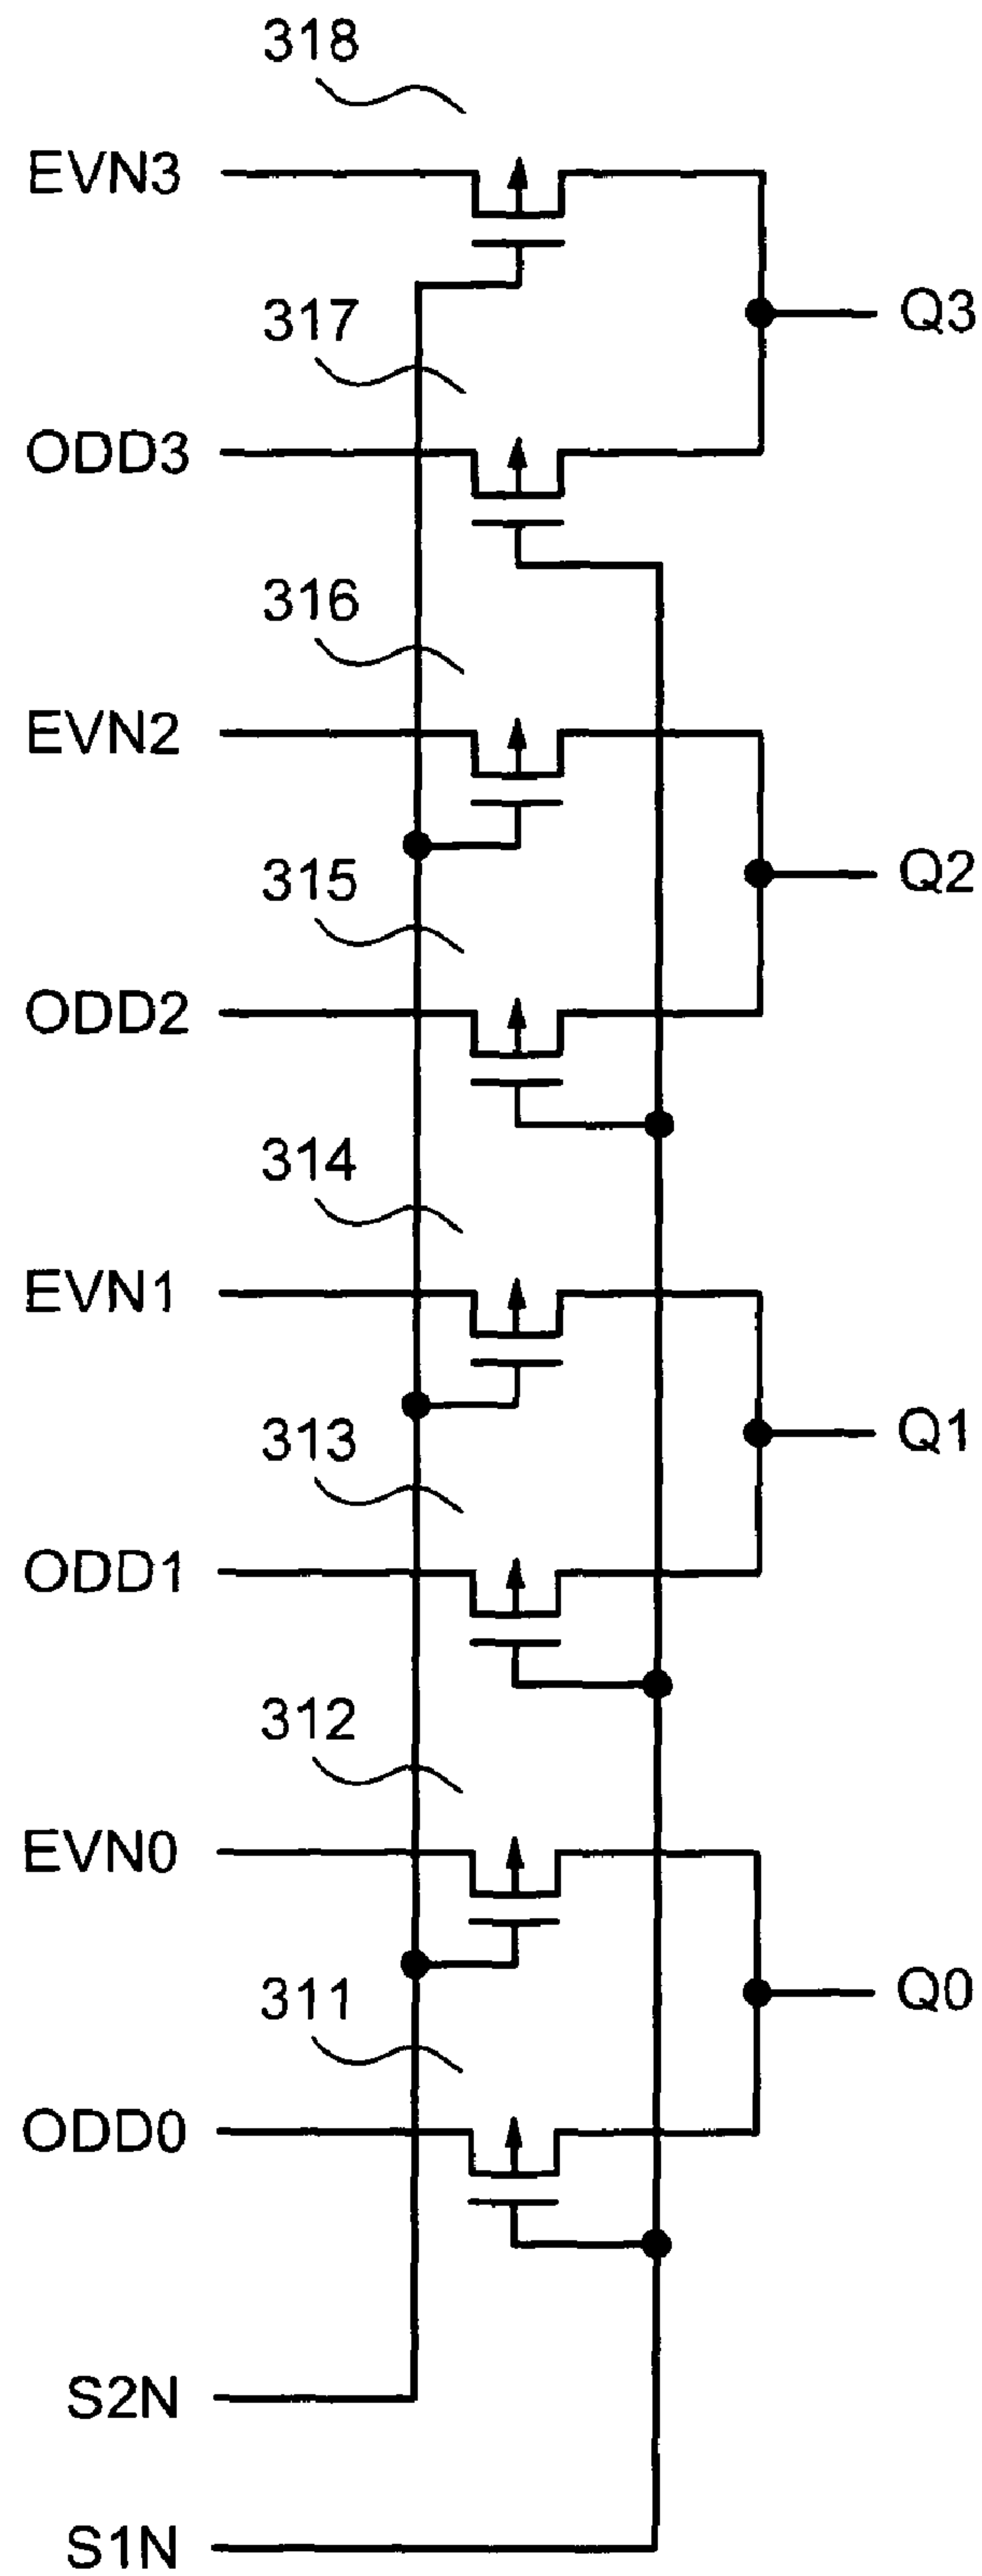 318
EVN3
Q3
317
ODD3
316
EVN2
Q2
315
ODD2
314
EVN1
Q1
313
ODD1
312
EVN0
Q0
311
ODD0
S2N
S1N